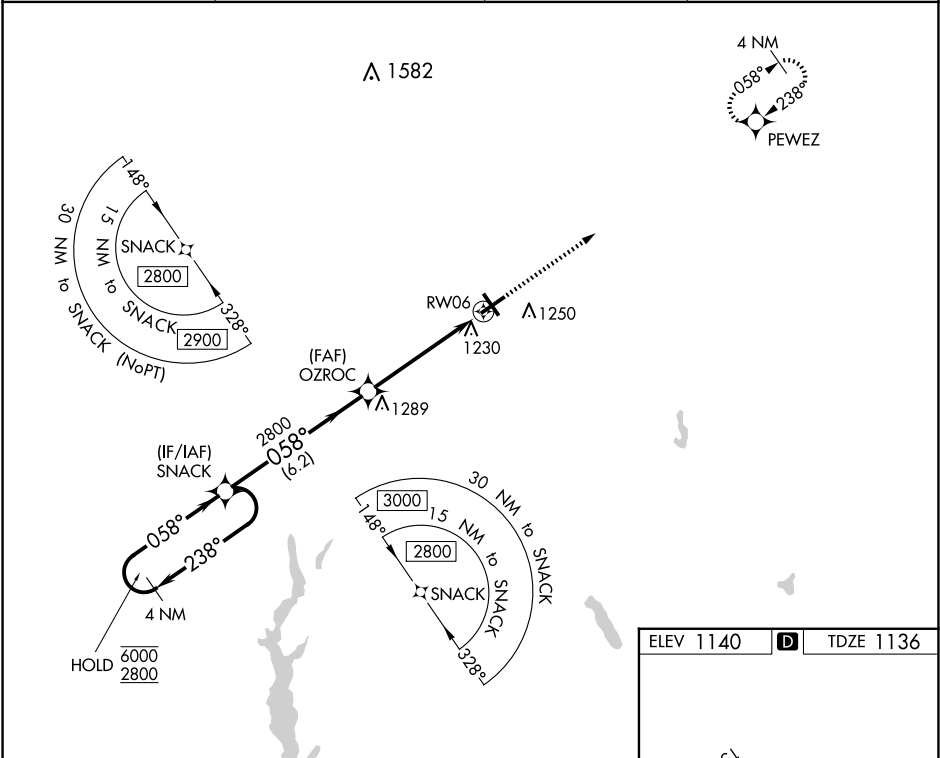 1582
4 NM
058°
238°
PEWEZ
148°
SNACK
2800
15 NM to SNACK
2900
30 NM to SNACK (NoPT)
328°
RW06
1250
1230
(FAF)
OZROC
1289
2800
058°
(6.2)
(IF/IAF)
SNACK
058°
238°
4 NM
HOLD 6000
2800
30 NM to SNACK
3000
15 NM to SNACK
148°
2800
SNACK
328°
ELEV 1140 D TDZE 1136